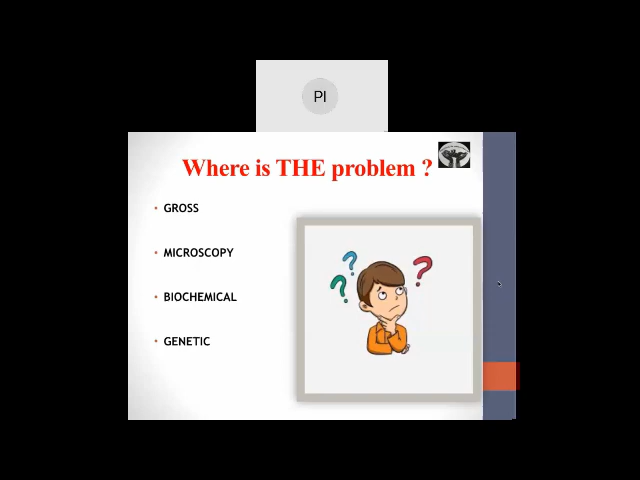 PI
Where is THE problem ?
• GROSS
• MICROSCOPY
• BIOCHEMICAL
• GENETIC